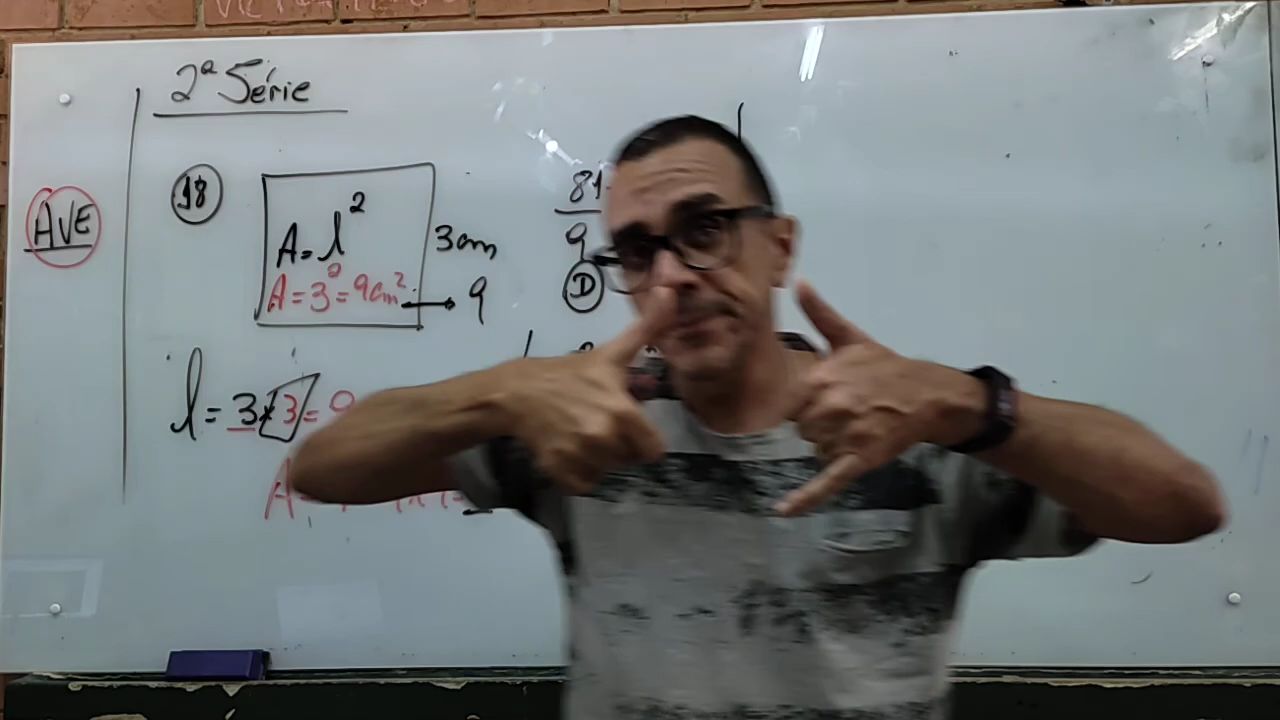 2ª Série
AVE
18
A = l²
3cm
A = 3² = 9cm² → 9
81
9
D
l = 3 × 3 = 9
A